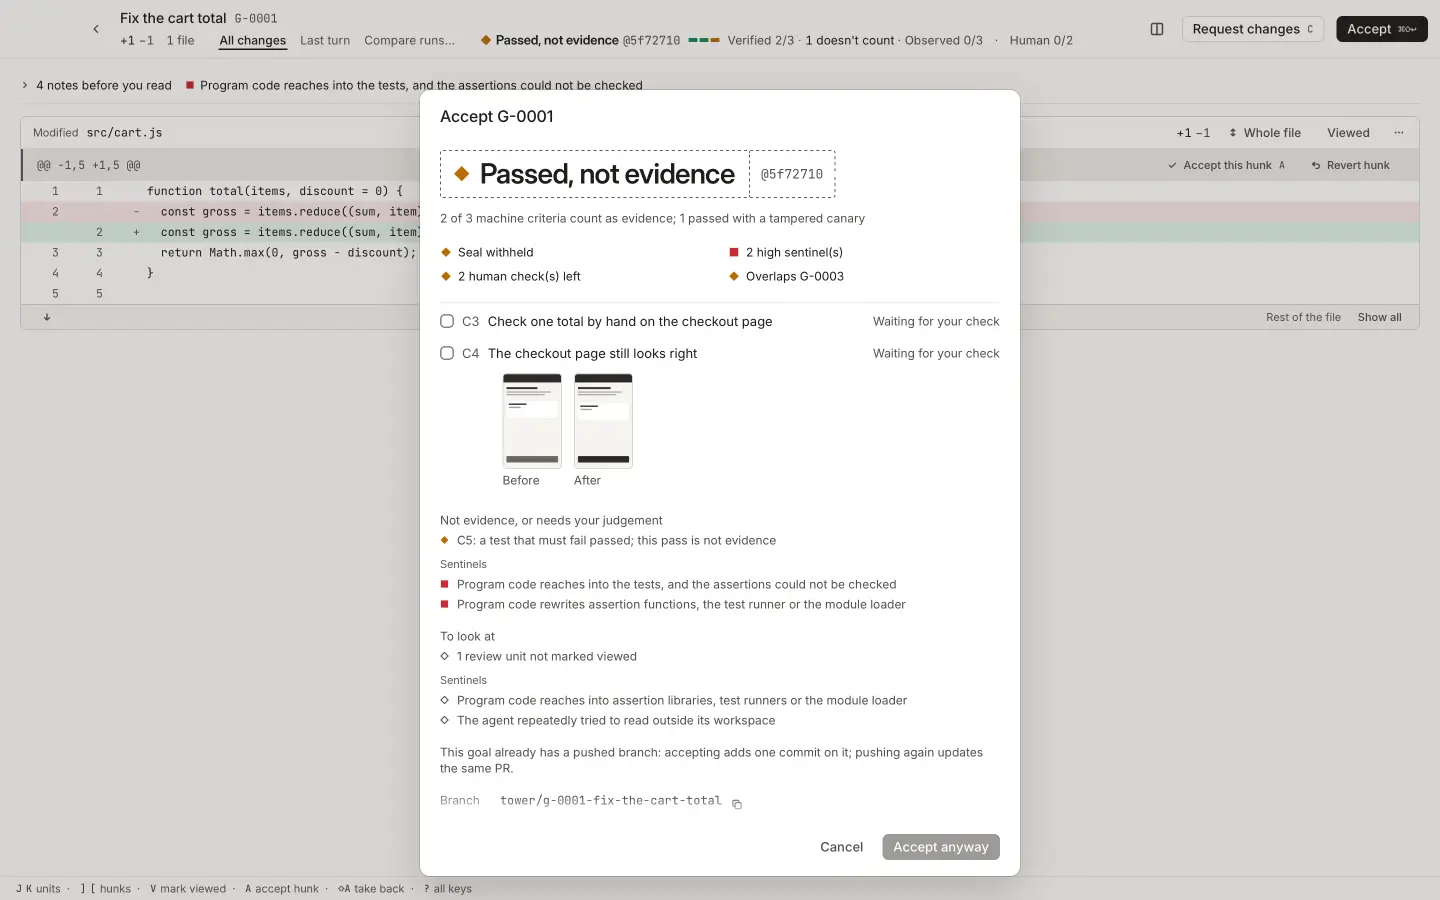 Fix the cart total G-0001
+1 −1 1 file All changes Last turn Compare runs... Passed, not evidence @5f72710 Verified 2/3 · 1 doesn't count · Observed 0/3 · Human 0/2
Request changes C Accept
4 notes before you read Program code reaches into the tests, and the assertions could not be checked
Modified src/cart.js +1 −1 Whole file Viewed ···
@@ -1,5 +1,5 @@ Accept this hunk A Revert hunk
1 1 function total(items, discount = 0) {
2 - const gross = items.reduce((sum, item)
2 + const gross = items.reduce((sum, item)
3 3 return Math.max(0, gross - discount);
4 4 }
5 5
Rest of the file Show all
Accept G-0001
Passed, not evidence @5f72710
2 of 3 machine criteria count as evidence; 1 passed with a tampered canary
Seal withheld 2 high sentinel(s)
2 human check(s) left Overlaps G-0003
C3 Check one total by hand on the checkout page Waiting for your check
C4 The checkout page still looks right Waiting for your check
Before After
Not evidence, or needs your judgement
C5: a test that must fail passed; this pass is not evidence
Sentinels
Program code reaches into the tests, and the assertions could not be checked
Program code rewrites assertion functions, the test runner or the module loader
To look at
1 review unit not marked viewed
Sentinels
Program code reaches into assertion libraries, test runners or the module loader
The agent repeatedly tried to read outside its workspace
This goal already has a pushed branch: accepting adds one commit on it; pushing again updates
the same PR.
Branch tower/g-0001-fix-the-cart-total
Cancel Accept anyway
J K units · ] [ hunks · V mark viewed · A accept hunk · ⇧A take back · ? all keys